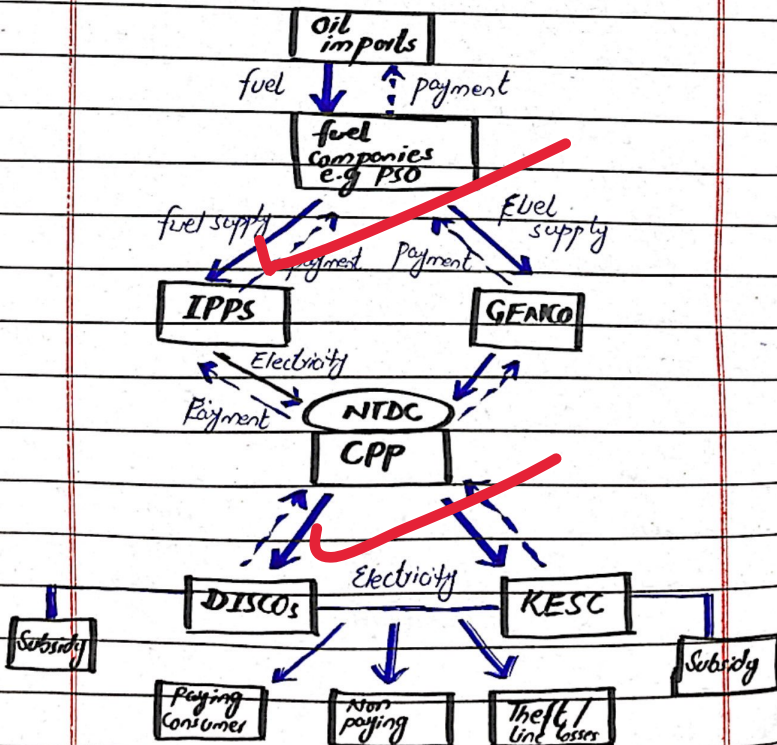 Oil
imports
fuel
payment
fuel
companies
e.g PSO
fuel supply
Fuel
supply
payment
Payment
IPPs
GENCO
Electricity
Payment
NTDC
CPP
Electricity
DISCOs
KESC
Subsidy
Subsidy
Paying
Consumer
Non
paying
Theft/
Line losses